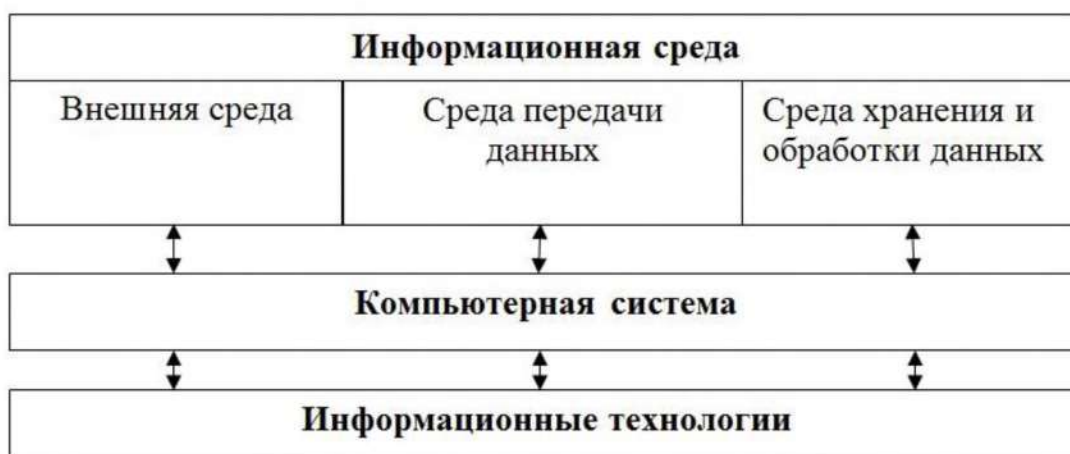 Информационная среда
Внешняя среда
Среда передачи
данных
Среда хранения и
обработки данных
Компьютерная система
Информационные технологии